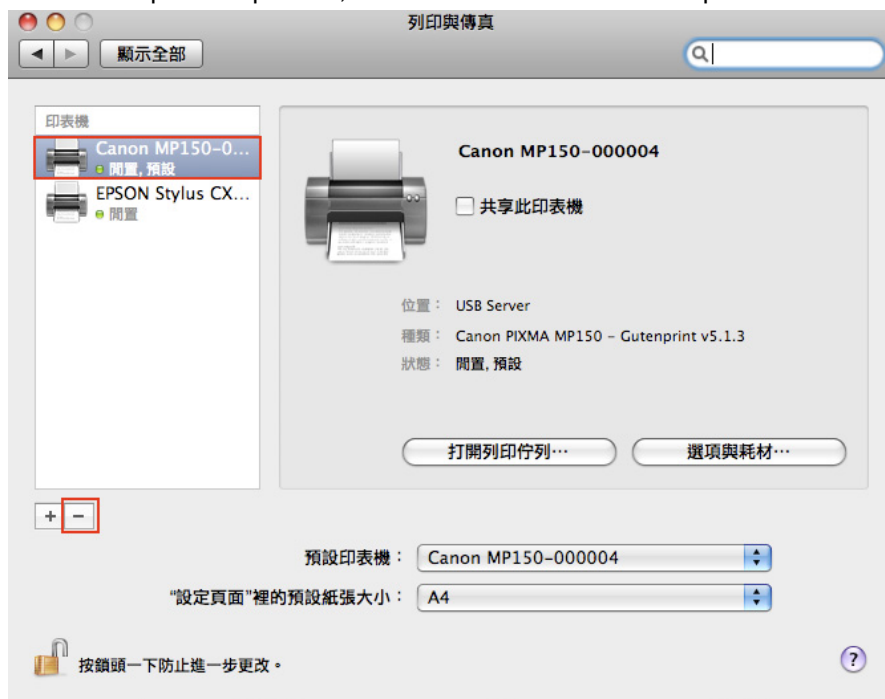 列印與傳真
顯示全部
印表機
Canon MP150-0...
閒置, 預設
EPSON Stylus CX...
閒置
Canon MP150-000004
共享此印表機
位置： USB Server
種類： Canon PIXMA MP150 – Gutenprint v5.1.3
狀態： 閒置, 預設
打開列印佇列⋯ 選項與耗材⋯
+ −
預設印表機： Canon MP150-000004
“設定頁面”裡的預設紙張大小： A4
按鎖頭一下防止進一步更改。 ?